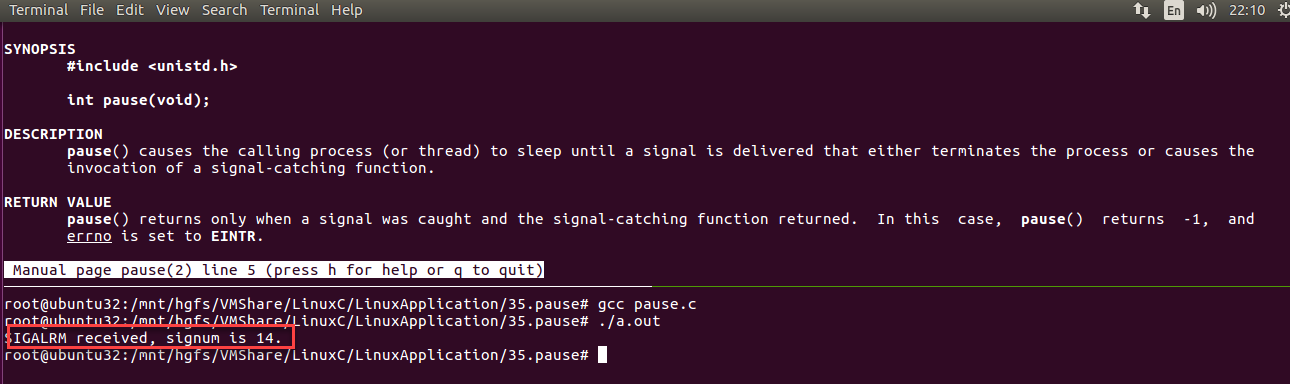 Terminal File Edit View Search Terminal Help En 22:10
SYNOPSIS
#include <unistd.h>
int pause(void);
DESCRIPTION
pause() causes the calling process (or thread) to sleep until a signal is delivered that either terminates the process or causes the
invocation of a signal-catching function.
RETURN VALUE
pause() returns only when a signal was caught and the signal-catching function returned. In this case, pause() returns -1, and
errno is set to EINTR.
Manual page pause(2) line 5 (press h for help or q to quit)
root@ubuntu32:/mnt/hgfs/VMShare/LinuxC/LinuxApplication/35.pause# gcc pause.c
root@ubuntu32:/mnt/hgfs/VMShare/LinuxC/LinuxApplication/35.pause# ./a.out
SIGALRM received, signum is 14.
root@ubuntu32:/mnt/hgfs/VMShare/LinuxC/LinuxApplication/35.pause#